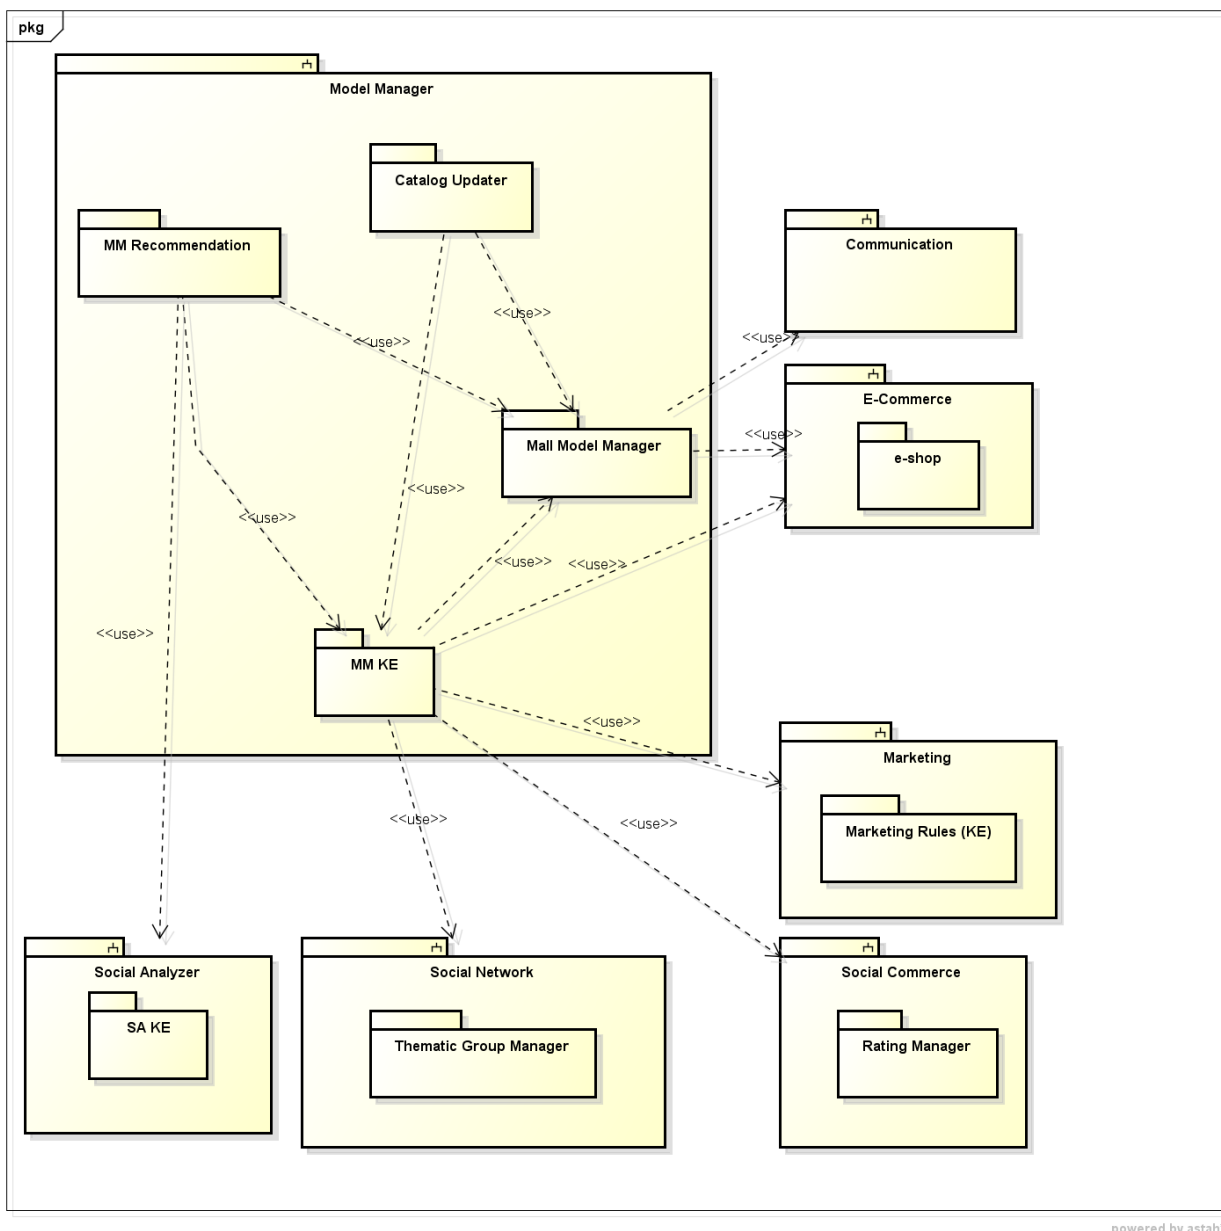 pkg
Model Manager
Catalog Updater
MM Recommendation
Communication
<<use>>
<<use>>
<<use>>
E-Commerce
<<use>>
Mall Model Manager
e-shop
<<use>>
<<use>>
<<use>>
<<use>>
<<use>>
MM KE
<<use>>
Marketing
<<use>>
<<use>>
Marketing Rules (KE)
Social Analyzer
Social Network
Social Commerce
SA KE
Thematic Group Manager
Rating Manager
powered by astah